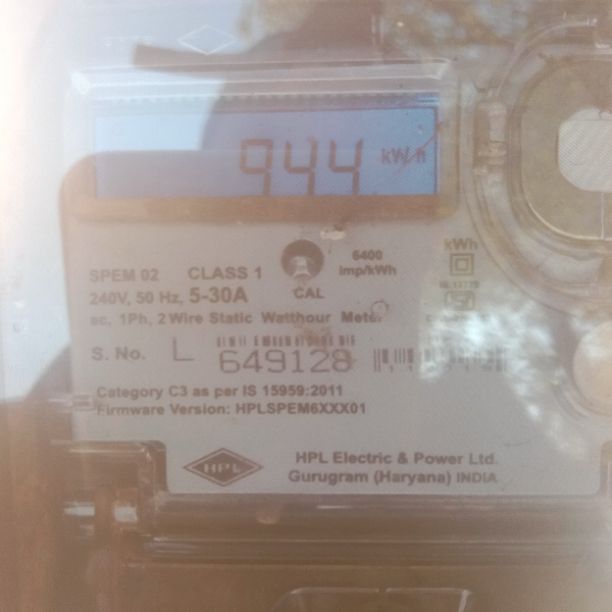 944 kWh
6400
imp/kWh
kWh
SPEM 02 CLASS 1
240V, 50 Hz, 5-30A
CAL
ac, 1Ph, 2 Wire Static Watthour Meter
S. No. L 649128
Category C3 as per IS 15959:2011
Firmware Version: HPLSPEM6XXX01
HPL
HPL Electric & Power Ltd.
Gurugram (Haryana) INDIA